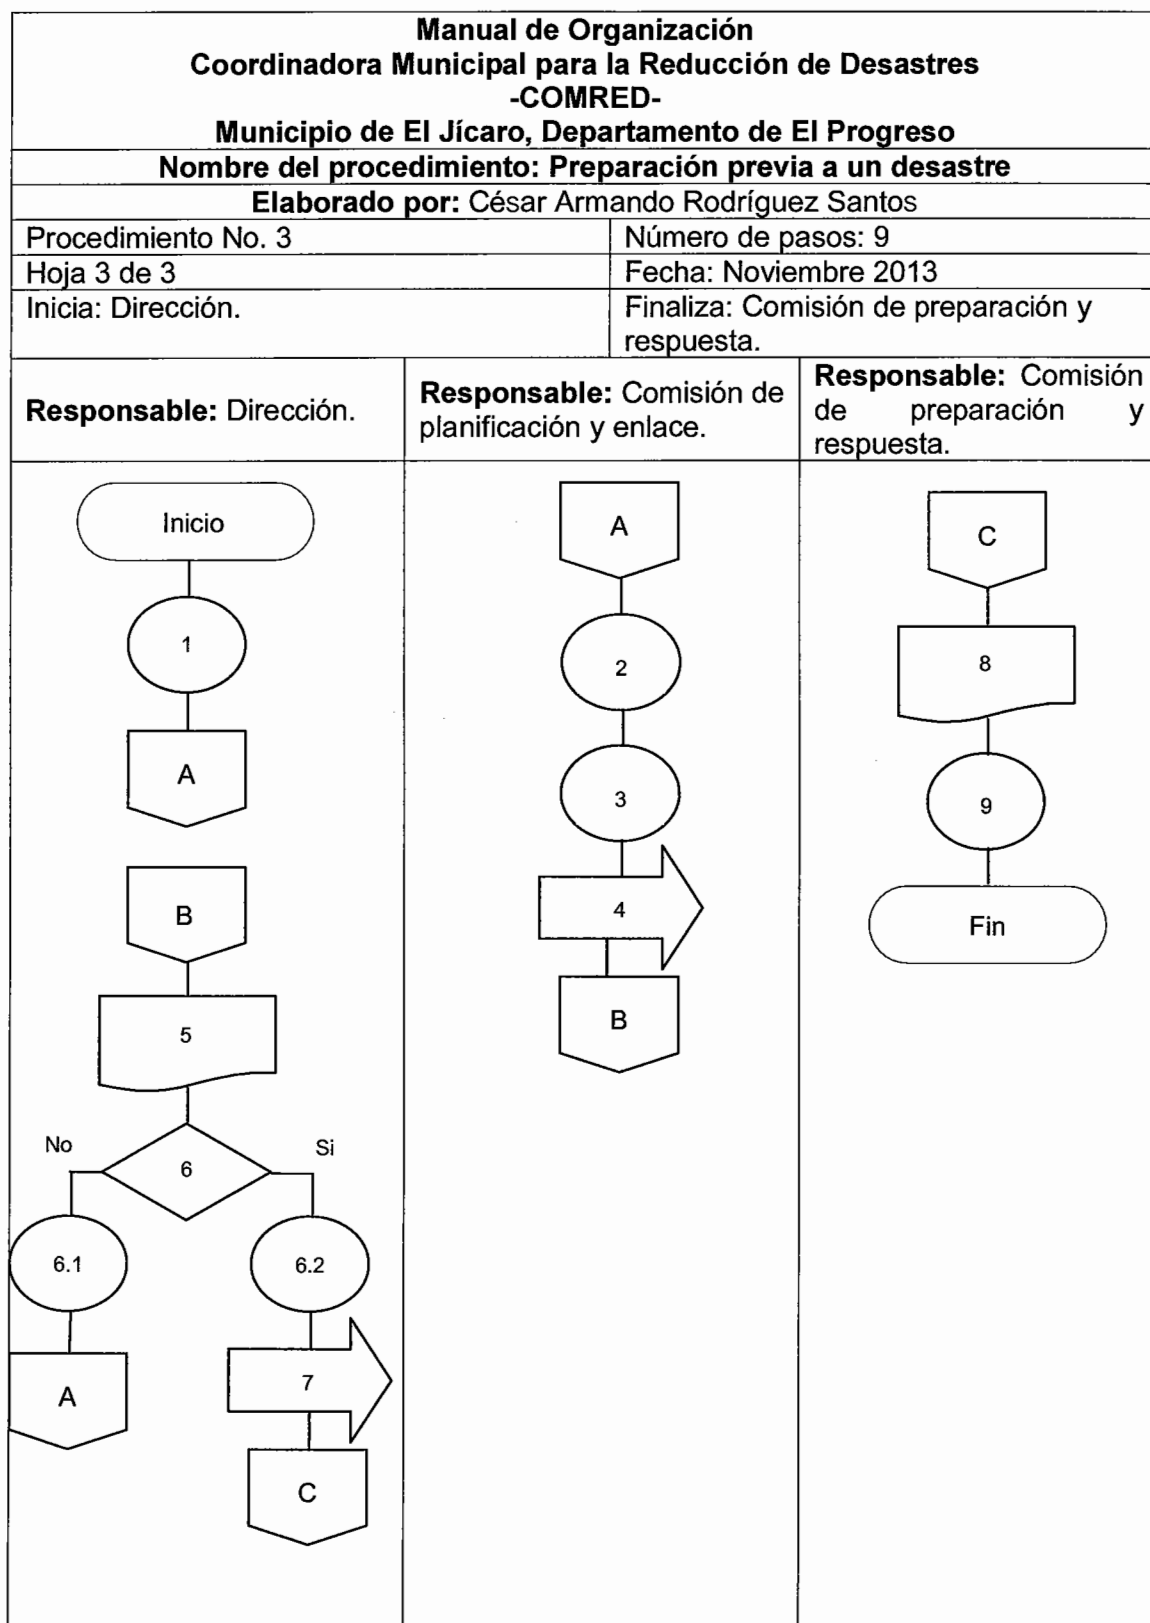 Manual de Organización
Coordinadora Municipal para la Reducción de Desastres
-COMRED-
Municipio de El Jícaro, Departamento de El Progreso
Nombre del procedimiento: Preparación previa a un desastre
Elaborado por: César Armando Rodríguez Santos
Procedimiento No. 3
Número de pasos: 9
Hoja 3 de 3
Fecha: Noviembre 2013
Inicia: Dirección.
Finaliza: Comisión de preparación y
respuesta.
Responsable: Dirección.
Responsable: Comisión de
planificación y enlace.
Responsable: Comisión
de preparación y
respuesta.
Inicio
1
A
B
5
6
No
Si
6.1
6.2
A
7
C
A
2
3
4
B
C
8
9
Fin